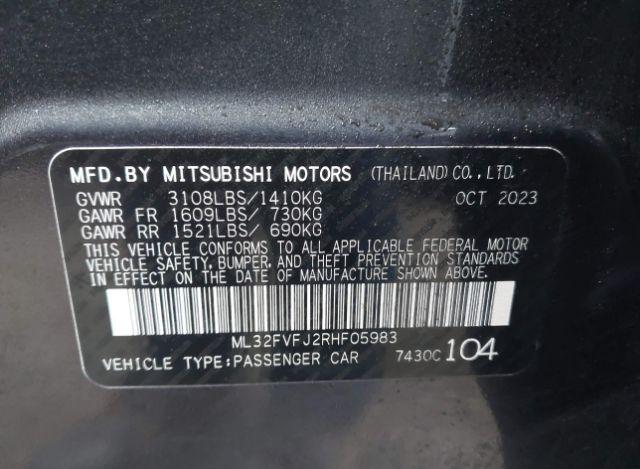 MFD.BY MITSUBISHI MOTORS (THAILAND)CO.,LTD.
GVWR 3108LBS/1410KG OCT 2023
GAWR FR 1609LBS/ 730KG
GAWR RR 1521LBS/ 690KG
THIS VEHICLE CONFORMS TO ALL APPLICABLE FEDERAL MOTOR
VEHICLE SAFETY, BUMPER, AND THEFT PREVENTION STANDARDS
IN EFFECT ON THE DATE OF MANUFACTURE SHOWN ABOVE.
ML32FVFJ2RHF05983
VEHICLE TYPE:PASSENGER CAR 7430C 104